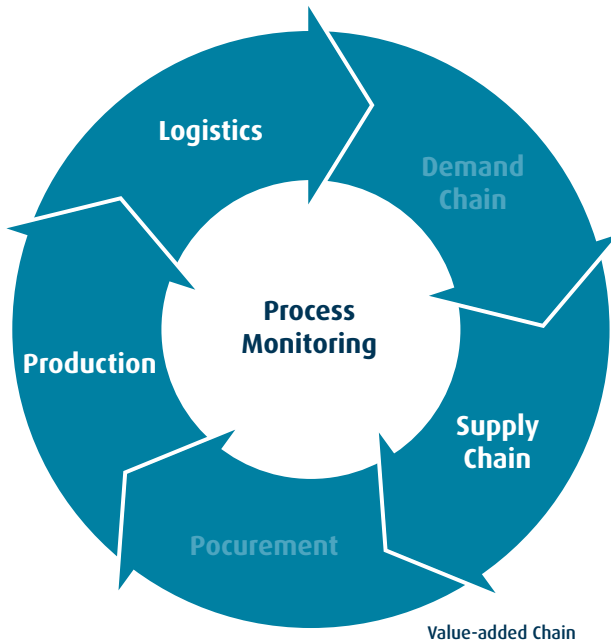 Logistics
Demand
Chain
Process
Monitoring
Production
Supply
Chain
Pocurement
Value-added Chain